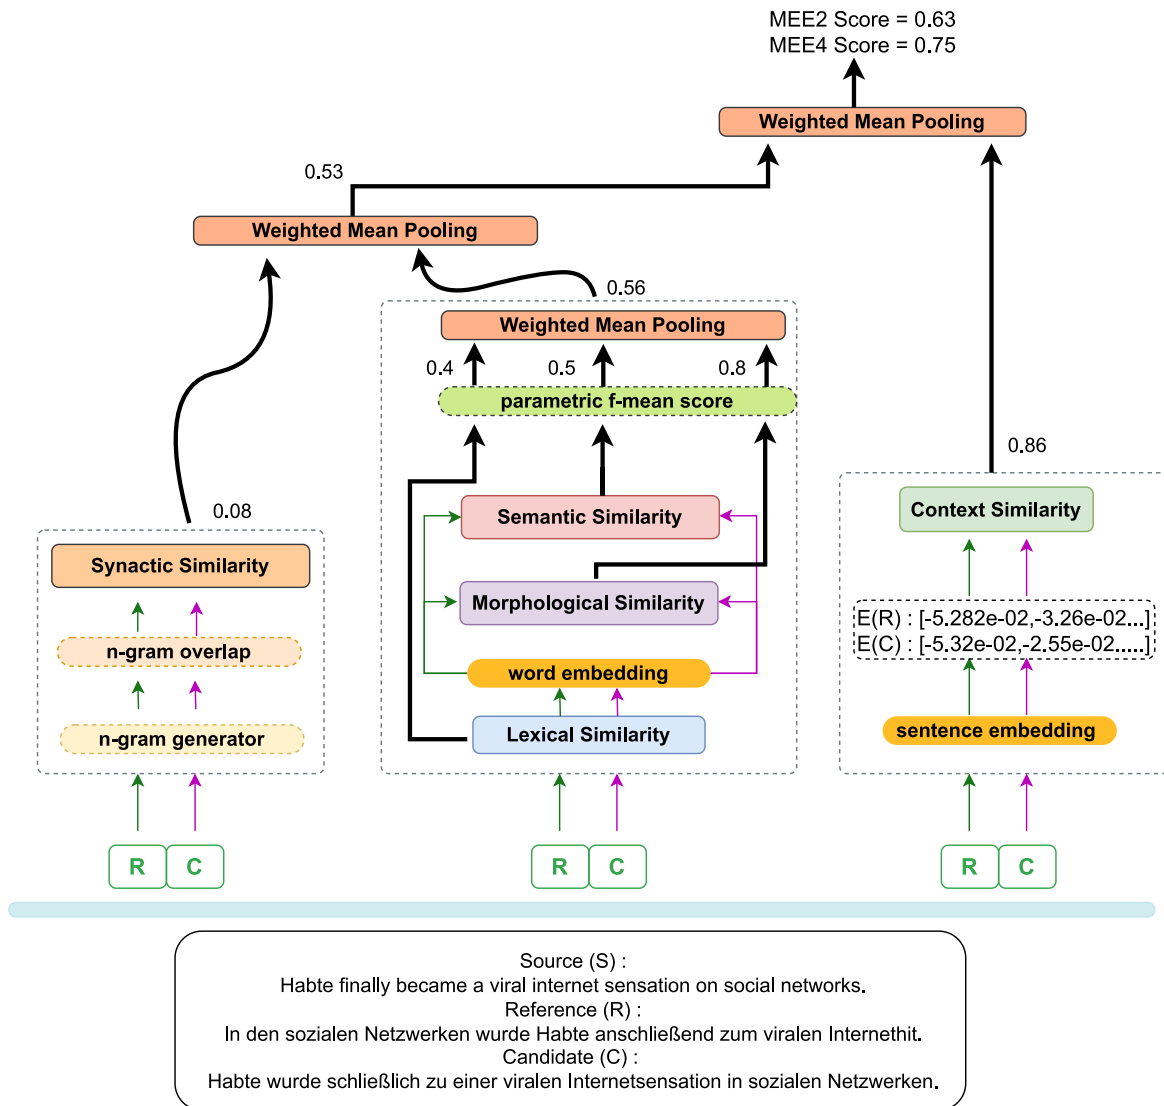 MEE2 Score = 0.63
MEE4 Score = 0.75
Weighted Mean Pooling
0.53
Weighted Mean Pooling
0.56
Weighted Mean Pooling
0.4
0.5
0.8
parametric f-mean score
0.86
0.08
Semantic Similarity
Context Similarity
Synactic Similarity
Morphological Similarity
E(R) : [-5.282e-02,-3.26e-02...]
E(C) : [-5.32e-02,-2.55e-02.....]
n-gram overlap
word embedding
n-gram generator
Lexical Similarity
sentence embedding
R C
R C
R C
Source (S) :
Habte finally became a viral internet sensation on social networks.
Reference (R) :
In den sozialen Netzwerken wurde Habte anschließend zum viralen Internethit.
Candidate (C) :
Habte wurde schließlich zu einer viralen Internetsensation in sozialen Netzwerken.